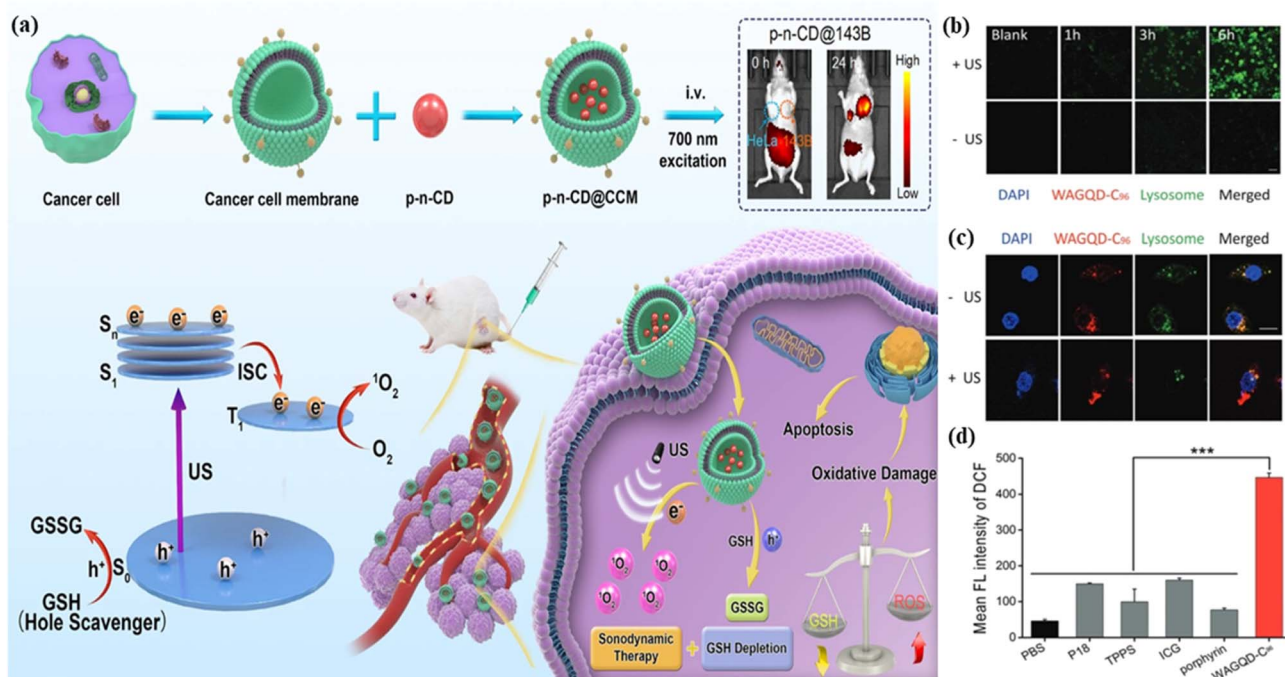 (a)
Cancer cell
Cancer cell membrane
p-n-CD
p-n-CD@CCM
i.v.
700 nm
excitation
p-n-CD@143B
0 h
24 h
HeLa
143B
High
Low
Sn
S1
e-
e-
e-
ISC
e-
e-
T1
1O2
O2
US
GSSG
h+
S0
GSH
(Hole Scavenger)
h+
h+
h+
US
e-
1O2
1O2
1O2
1O2
GSH
h+
GSSG
Sonodynamic
Therapy
+
GSH Depletion
Apoptosis
Oxidative Damage
GSH
ROS
(b)
Blank
1h
3h
6h
+ US
- US
DAPI
WAGQD-C96
Lysosome
Merged
(c)
DAPI
WAGQD-C96
Lysosome
Merged
- US
+ US
(d)
Mean FL intensity of DCF
500
400
300
200
100
0
***
PBS
P18
TPPS
ICG
porphyrin
WAGQD-C96